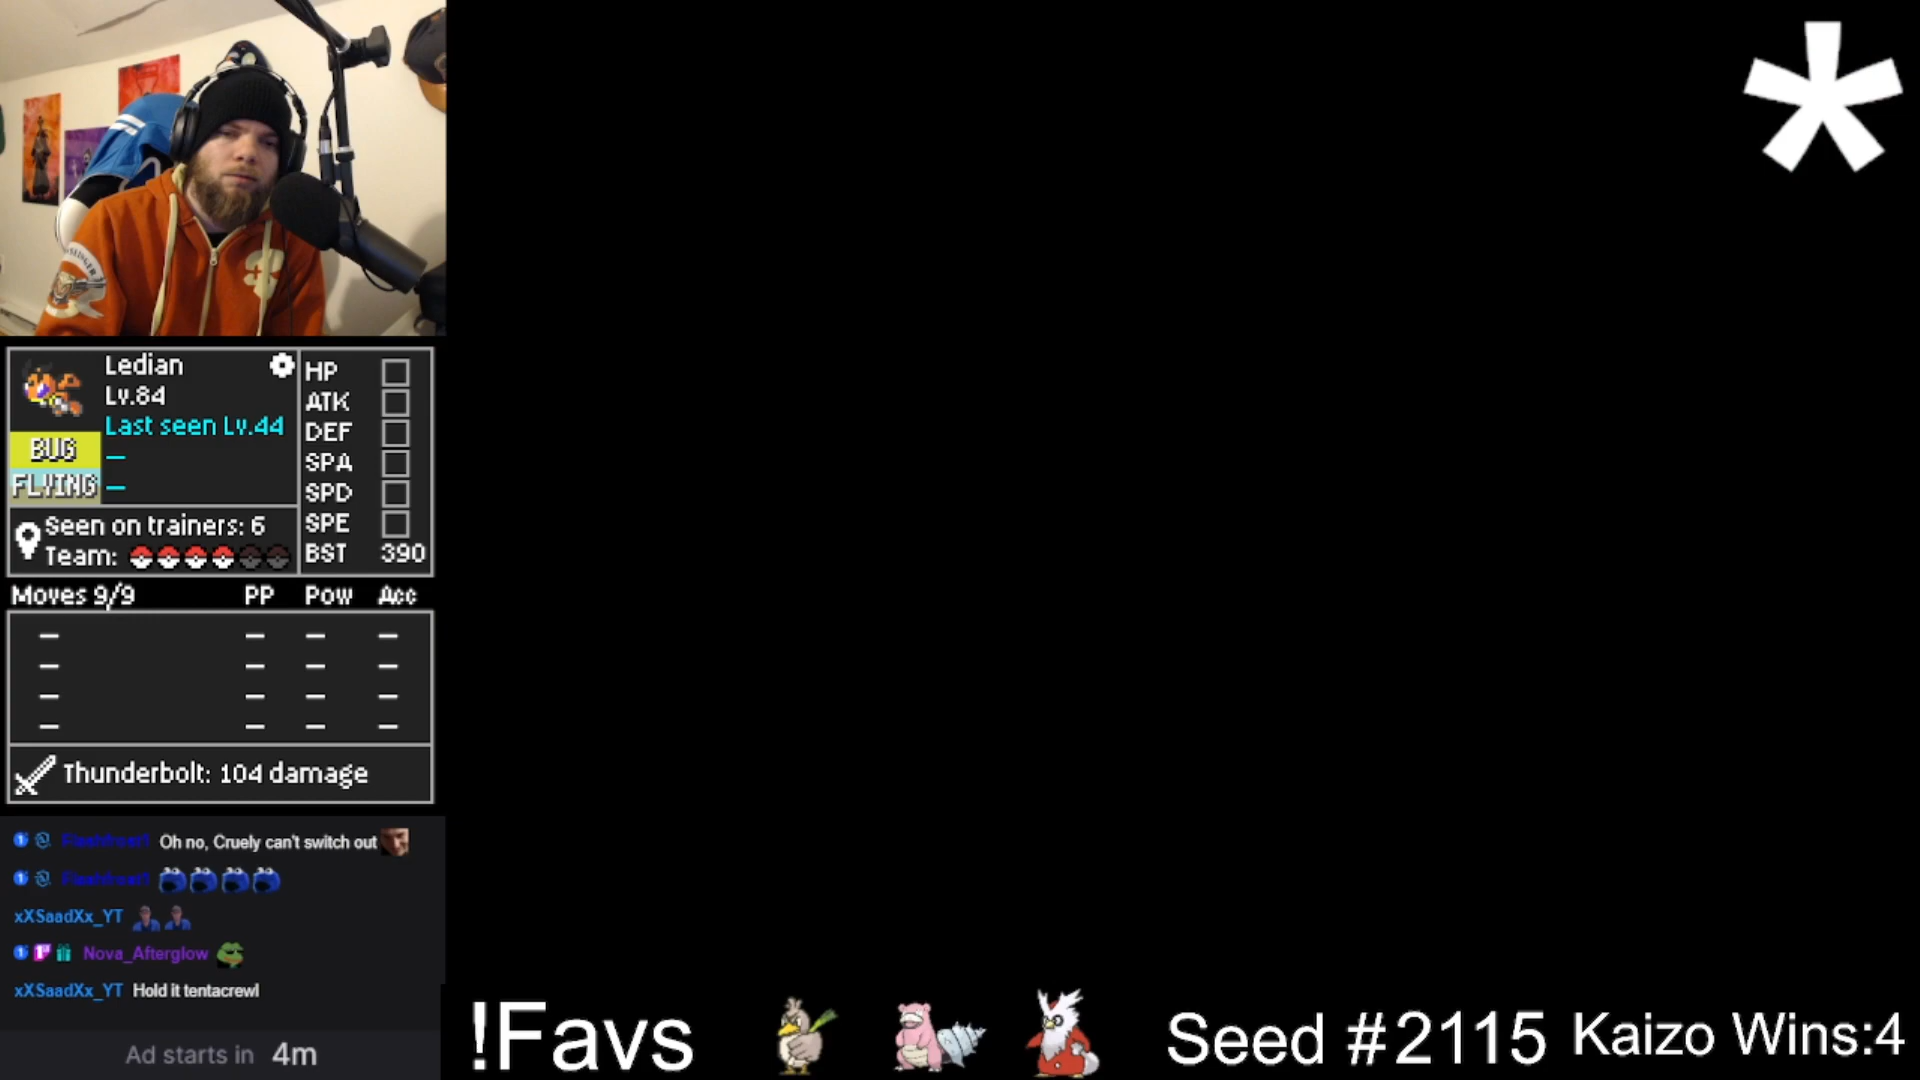 Ledian
Lv.84
Last seen Lv.44
BUG
FLYING
Seen on trainers: 6
Team:
HP
ATK
DEF
SPA
SPD
SPE
BST 390
Moves 9/9 PP Pow Acc
Thunderbolt: 104 damage
Oh no, Cruely can't switch out
xXSaadXx_YT
Nova_Afterglow
xXSaadXx_YT Hold it tentacrewl
Ad starts in 4m
!Favs
Seed #2115 Kaizo Wins:4